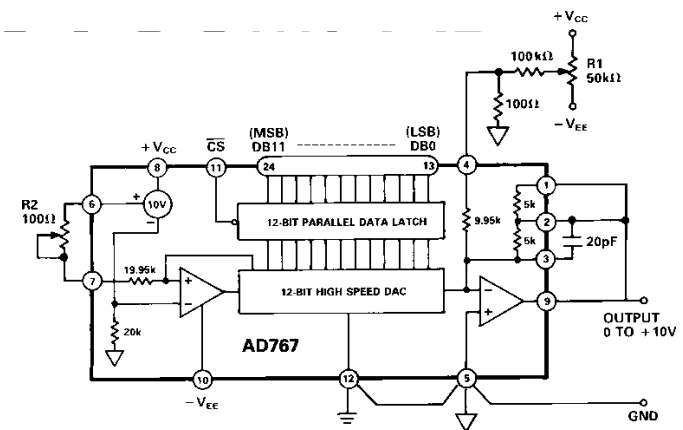 +VCC
100kΩ
R1
50kΩ
100Ω
-VEE
(MSB)
DB11
(LSB)
DB0
+VCC
CS
8
11
24
13
4
1
R2
100Ω
6
+
10V
-
12-BIT PARALLEL DATA LATCH
9.95k
5k
2
5k
20pF
3
7
19.95k
+
-
12-BIT HIGH SPEED DAC
-
+
9
20k
OUTPUT
0 TO +10V
AD767
10
12
5
-VEE
GND